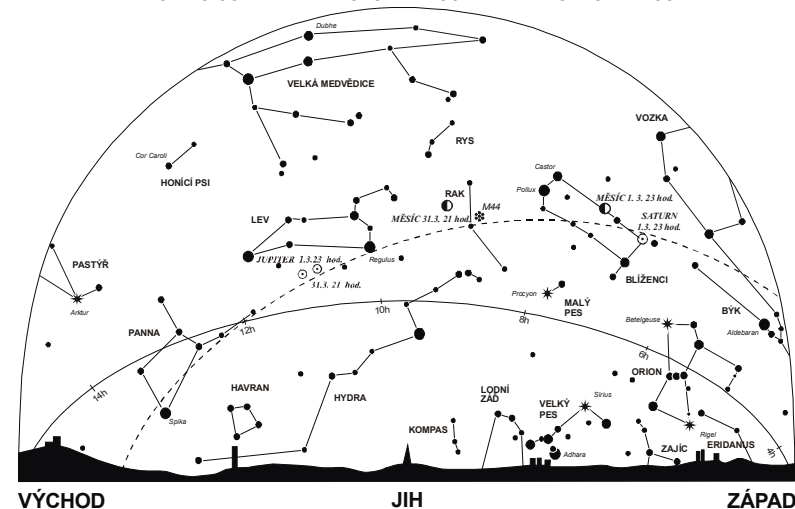 Dubhe
VELKÁ MEDVĚDICE
VOZKA
RYS
Cor Caroli
HONÍCÍ PSI
Castor
Pollux
RAK
M44
MĚSÍC 1. 3. 23 hod.
MĚSÍC 31.3. 21 hod.
LEV
SATURN
1.3. 23 hod.
JUPITER 1.3.23 hod.
Regulus
PASTÝŘ
31.3. 21 hod.
BLÍŽENCI
Arktur
Procyon
MALÝ
PES
10h
8h
BÝK
Betelgeuse
Aldebaran
PANNA
12h
6h
ORION
14h
HAVRAN
HYDRA
LODNÍ
ZÁĎ
VELKÝ
PES
Sirius
Spika
KOMPAS
Rigel
ERIDANUS
ZAJÍC
Adhara
4h
VÝCHOD
JIH
ZÁPAD